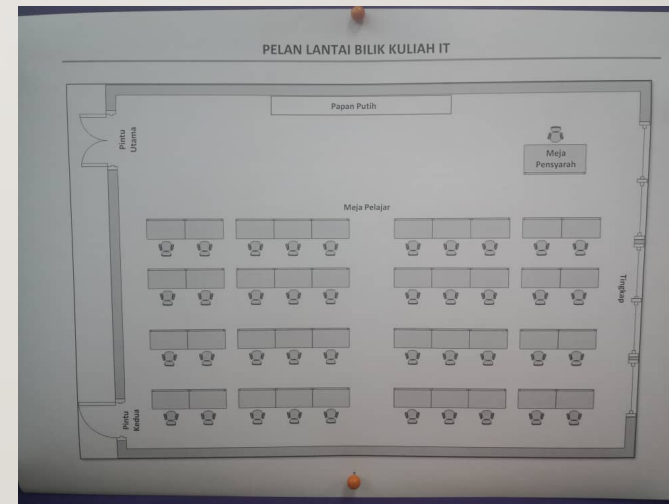 PELAN LANTAI BILIK KULIAH IT
Papan Putih
Pintu
Utama
Meja
Pensyarah
Meja Pelajar
Tingkap
Pintu
Kedua